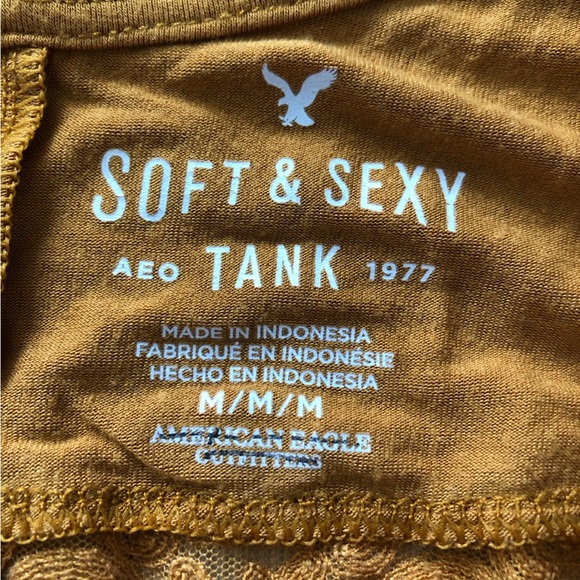 SOFT & SEXY
AEO TANK 1977
MADE IN INDONESIA
FABRIQUÉ EN INDONÉSIE
HECHO EN INDONESIA
M/M/M
AMERICAN EAGLE
OUTFITTERS